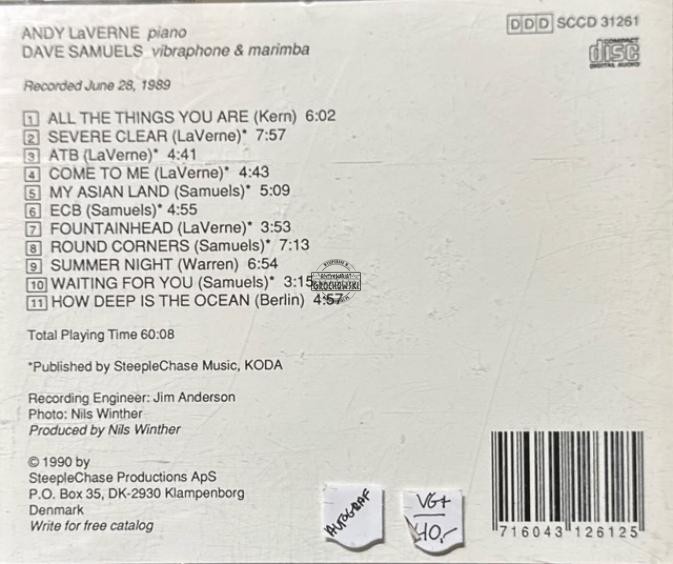 ANDY LaVERNE piano
DAVE SAMUELS vibraphone & marimba
DDD SCCD 31261
COMPACT
disc
DIGITAL AUDIO
Recorded June 28, 1989
1 ALL THE THINGS YOU ARE (Kern) 6:02
2 SEVERE CLEAR (LaVerne)* 7:57
3 ATB (LaVerne)* 4:41
4 COME TO ME (LaVerne)* 4:43
5 MY ASIAN LAND (Samuels)* 5:09
6 ECB (Samuels)* 4:55
7 FOUNTAINHEAD (LaVerne)* 3:53
8 ROUND CORNERS (Samuels)* 7:13
9 SUMMER NIGHT (Warren) 6:54
10 WAITING FOR YOU (Samuels)* 3:15
GROCHOWSKI
11 HOW DEEP IS THE OCEAN (Berlin) 4:57
Total Playing Time 60:08
*Published by SteepleChase Music, KODA
Recording Engineer: Jim Anderson
Photo: Nils Winther
Produced by Nils Winther
© 1990 by
SteepleChase Productions ApS
P.O. Box 35, DK-2930 Klampenborg
Denmark
Write for free catalog
AUTOGRAF
VG+
40,-
716043 126125